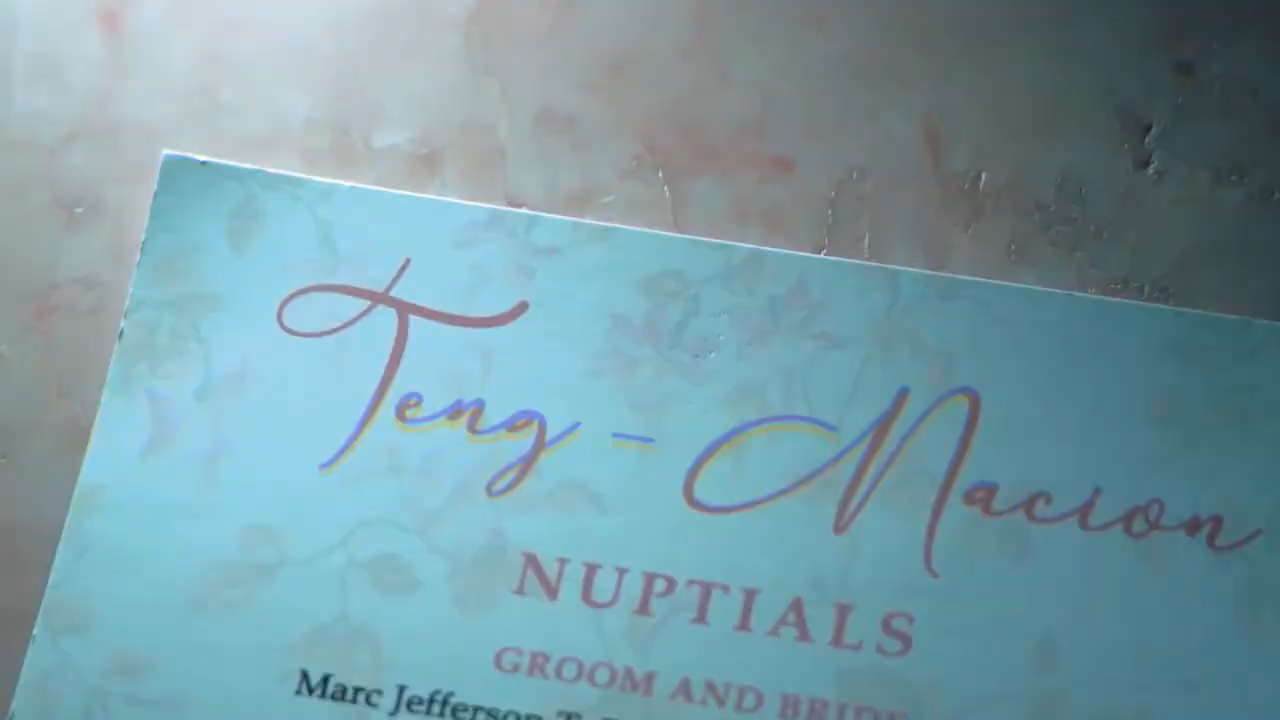 Teng - Nacion
NUPTIALS
GROOM AND BRIDE
Marc Jefferson T.